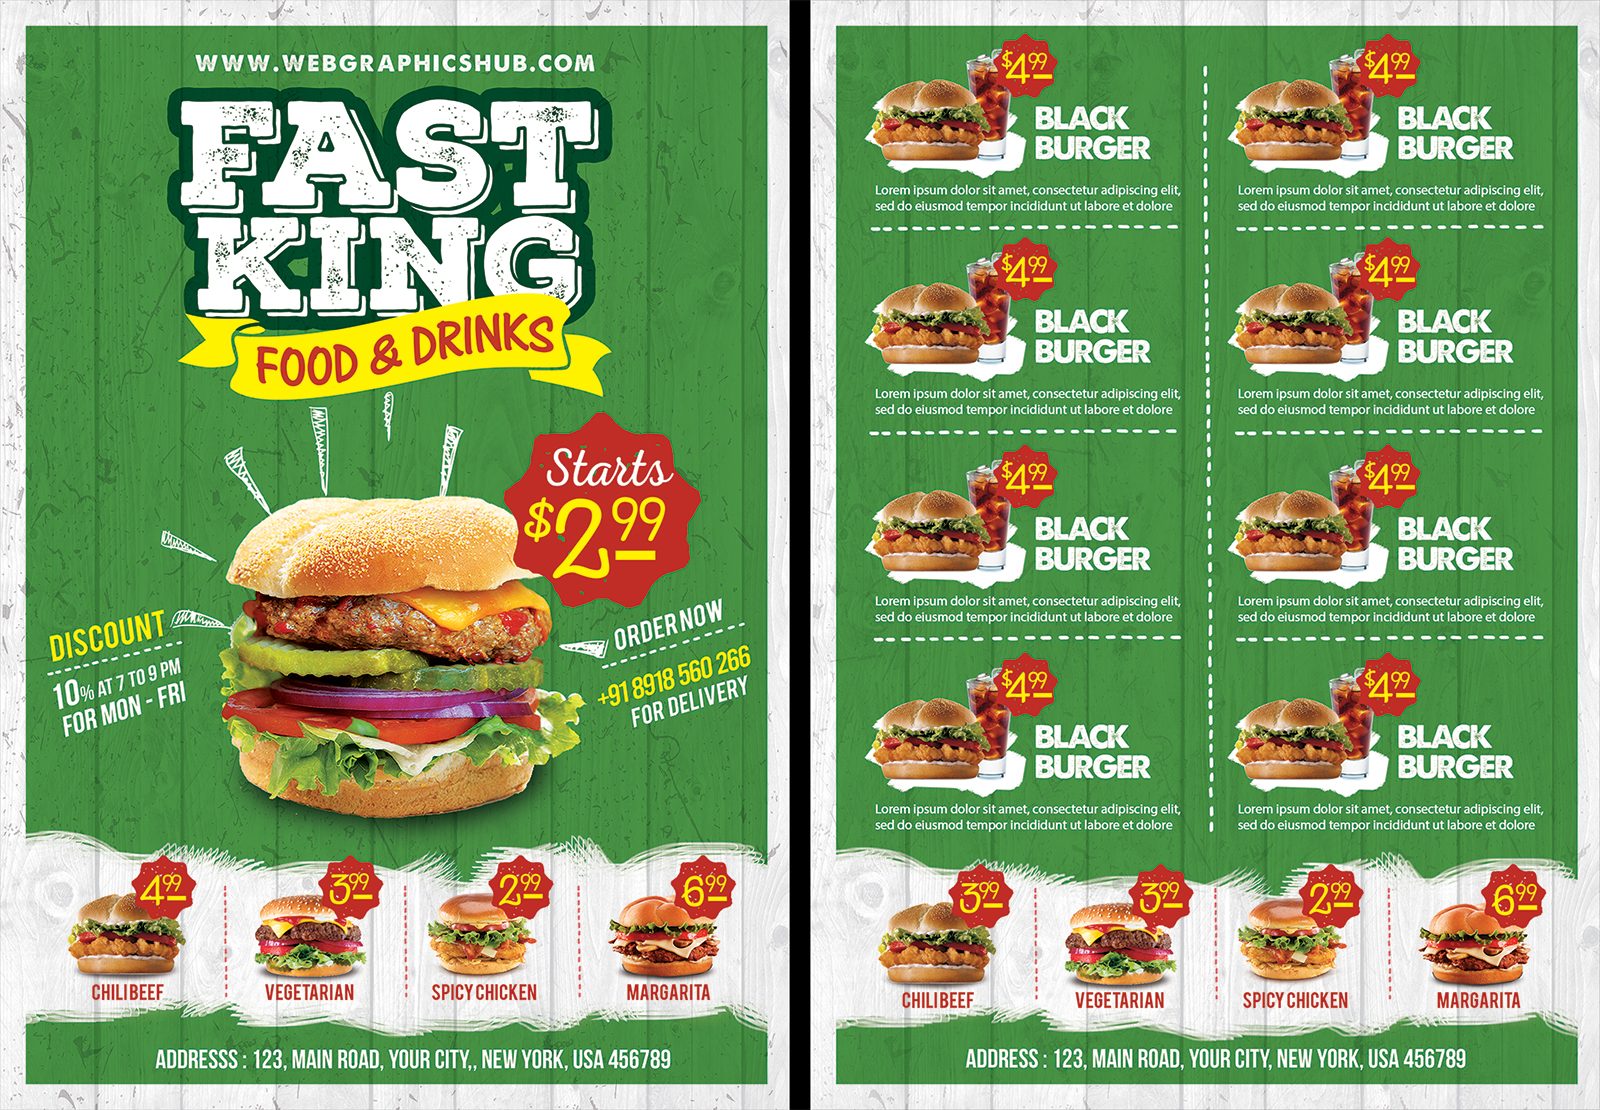 WWW.WEBGRAPHICSHUB.COM
FAST
KING
FOOD & DRINKS
Starts
$2.99
DISCOUNT
10% AT 7 TO 9 PM
FOR MON - FRI
ORDER NOW
+91 8918 560 266
FOR DELIVERY
4.99
3.99
2.99
6.99
CHILI BEEF
VEGETARIAN
SPICY CHICKEN
MARGARITA
ADDRESSS : 123, MAIN ROAD, YOUR CITY,, NEW YORK, USA 456789
$4.99
BLACK
BURGER
Lorem ipsum dolor sit amet, consectetur adipiscing elit,
sed do eiusmod tempor incididunt ut labore et dolore
$4.99
BLACK
BURGER
Lorem ipsum dolor sit amet, consectetur adipiscing elit,
sed do eiusmod tempor incididunt ut labore et dolore
$4.99
BLACK
BURGER
Lorem ipsum dolor sit amet, consectetur adipiscing elit,
sed do eiusmod tempor incididunt ut labore et dolore
$4.99
BLACK
BURGER
Lorem ipsum dolor sit amet, consectetur adipiscing elit,
sed do eiusmod tempor incididunt ut labore et dolore
$4.99
BLACK
BURGER
Lorem ipsum dolor sit amet, consectetur adipiscing elit,
sed do eiusmod tempor incididunt ut labore et dolore
$4.99
BLACK
BURGER
Lorem ipsum dolor sit amet, consectetur adipiscing elit,
sed do eiusmod tempor incididunt ut labore et dolore
$4.99
BLACK
BURGER
Lorem ipsum dolor sit amet, consectetur adipiscing elit,
sed do eiusmod tempor incididunt ut labore et dolore
$4.99
BLACK
BURGER
Lorem ipsum dolor sit amet, consectetur adipiscing elit,
sed do eiusmod tempor incididunt ut labore et dolore
3.99
3.99
2.99
6.99
CHILI BEEF
VEGETARIAN
SPICY CHICKEN
MARGARITA
ADDRESSS : 123, MAIN ROAD, YOUR CITY,, NEW YORK, USA 456789